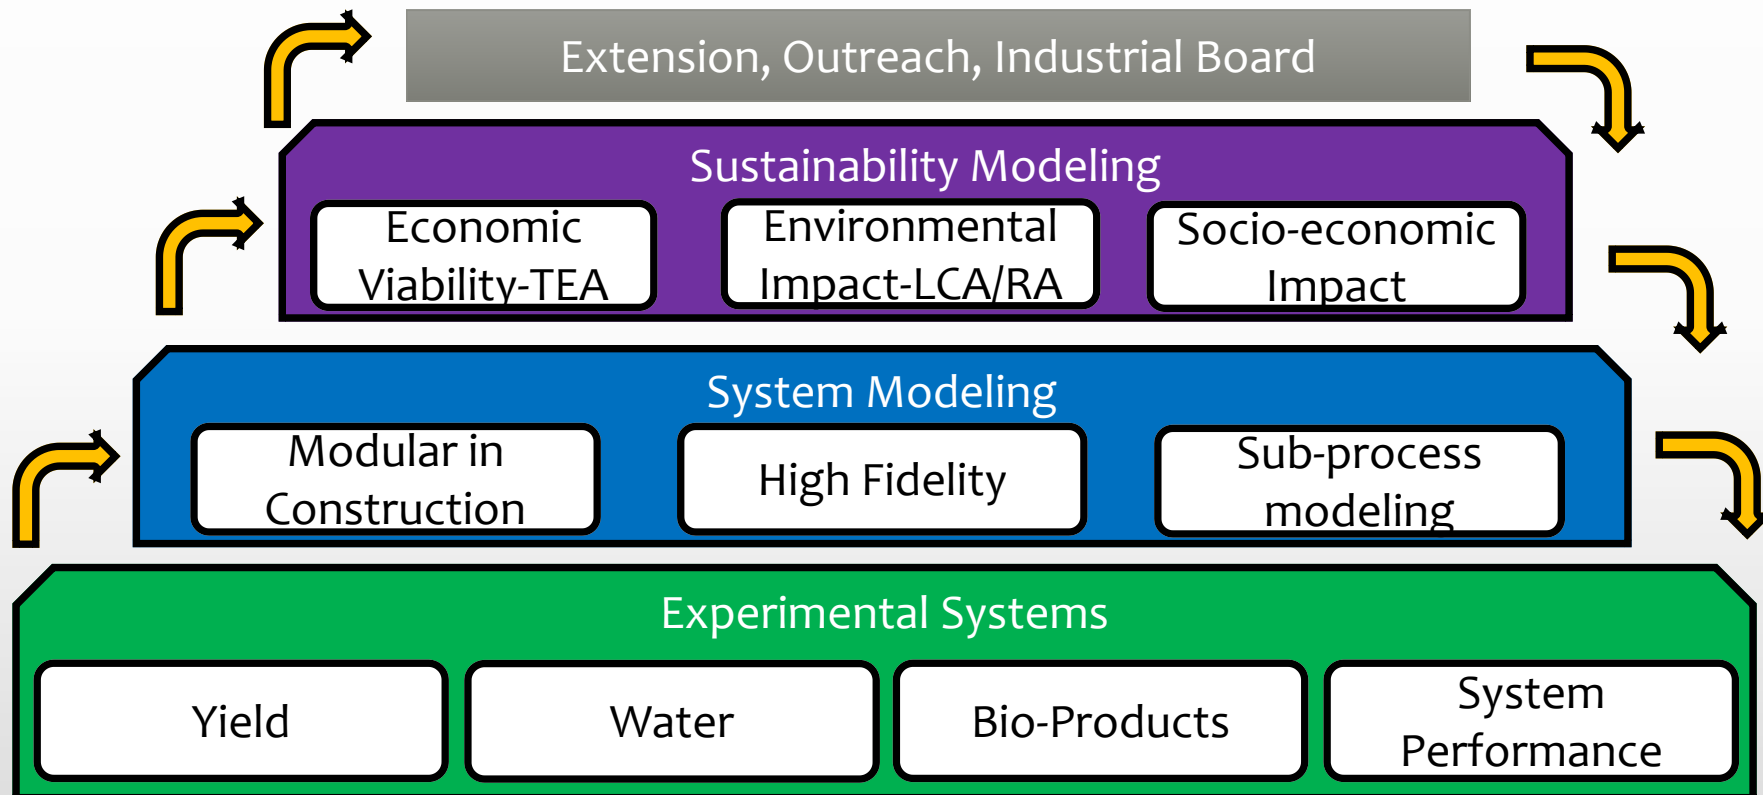 Extension, Outreach, Industrial Board
Sustainability Modeling
Economic
Viability-TEA
Environmental
Impact-LCA/RA
Socio-economic
Impact
System Modeling
Modular in
Construction
High Fidelity
Sub-process
modeling
Experimental Systems
Yield
Water
Bio-Products
System
Performance